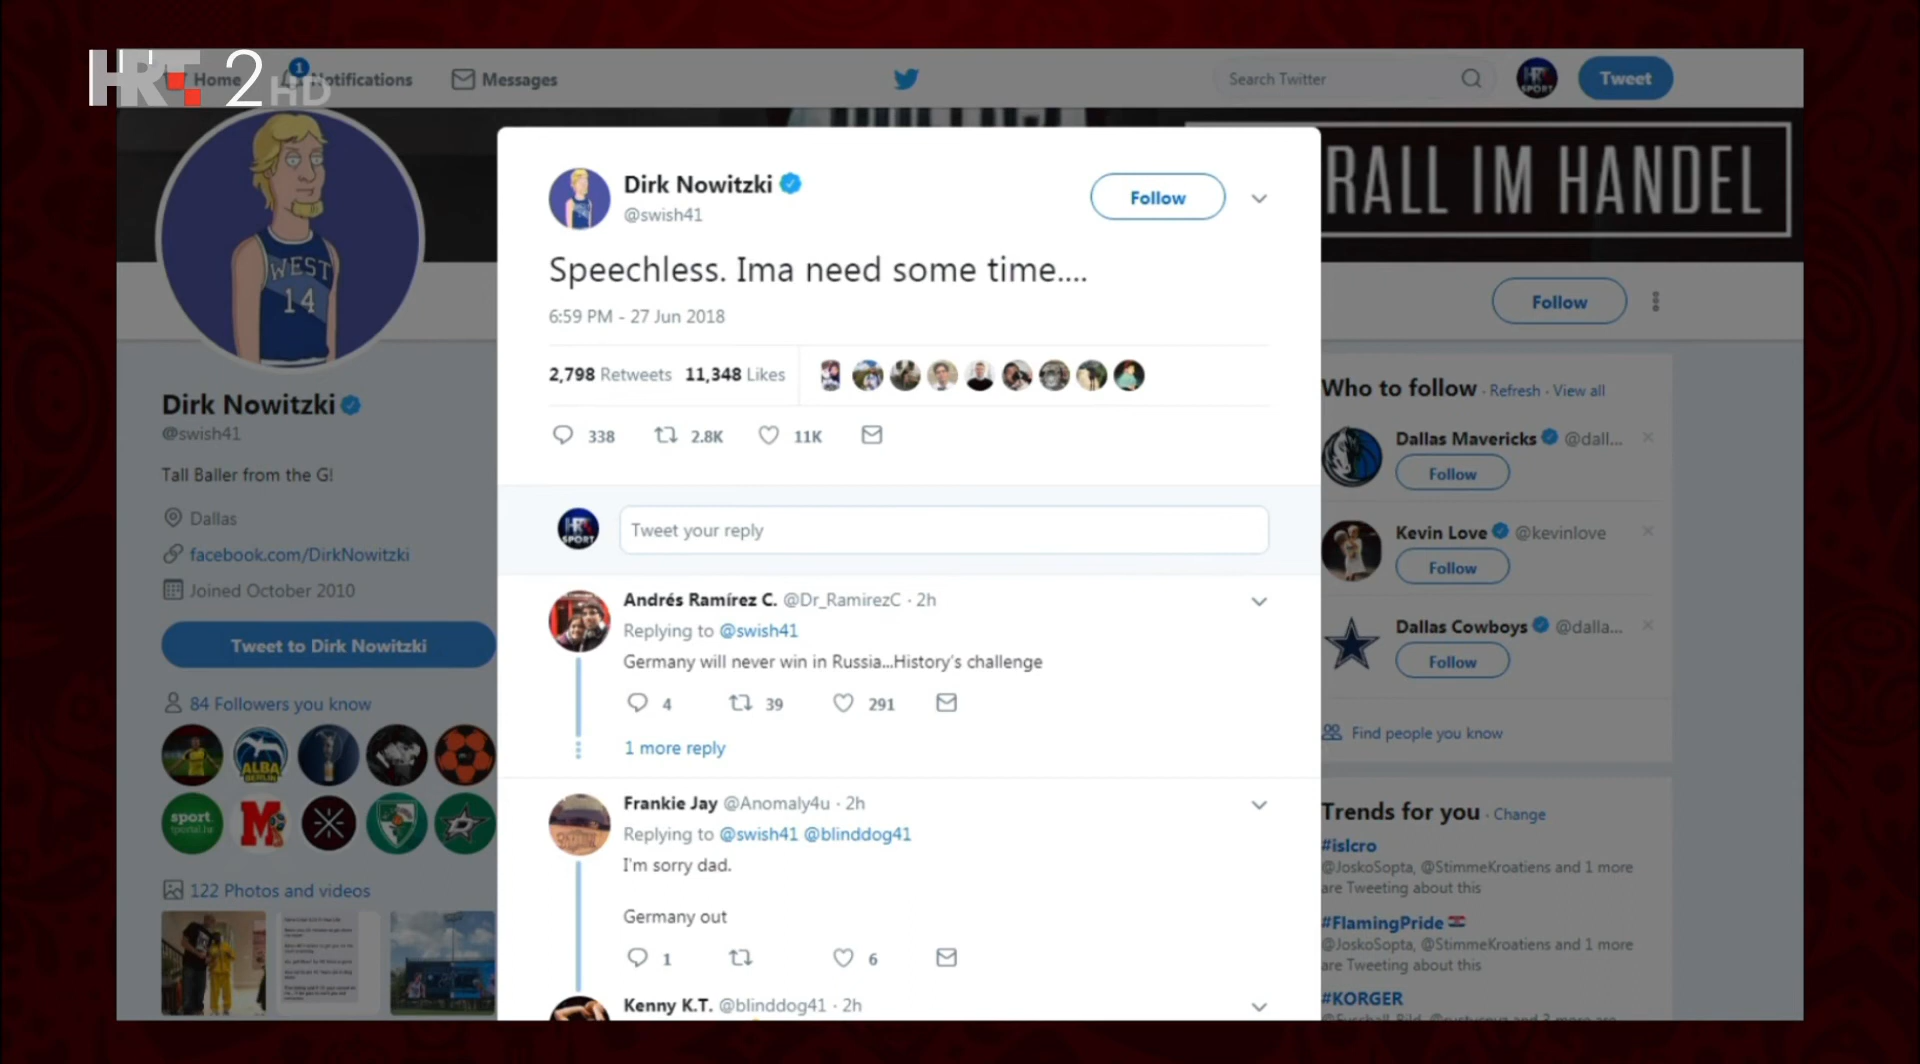 HRT 2 HD
Home
1
Notifications
Messages
Search Twitter
HRT SPORT
Tweet
RALL IM HANDEL
WEST
14
Dirk Nowitzki
@swish41
Tall Baller from the G!
Dallas
facebook.com/DirkNowitzki
Joined October 2010
Tweet to Dirk Nowitzki
84 Followers you know
ALBA
BERLIN
sport
tportal.hr
122 Photos and videos
Dirk Nowitzki
@swish41
Follow
Speechless. Ima need some time....
6:59 PM - 27 Jun 2018
2,798 Retweets 11,348 Likes
338 2.8K 11K
HRT SPORT
Tweet your reply
Andrés Ramírez C. @Dr_RamirezC · 2h
Replying to @swish41
Germany will never win in Russia...History's challenge
4 39 291
1 more reply
Frankie Jay @Anomaly4u · 2h
Replying to @swish41 @blinddog41
I'm sorry dad.
Germany out
1 6
Kenny K.T. @blinddog41 · 2h
Follow
Who to follow · Refresh · View all
Dallas Mavericks @dall...
Follow
Kevin Love @kevinlove
Follow
Dallas Cowboys @dalla...
Follow
Find people you know
Trends for you · Change
#islcro
@JoskoSopta, @StimmeKroatiens and 1 more
are Tweeting about this
#FlamingPride
@JoskoSopta, @StimmeKroatiens and 1 more
are Tweeting about this
#KORGER